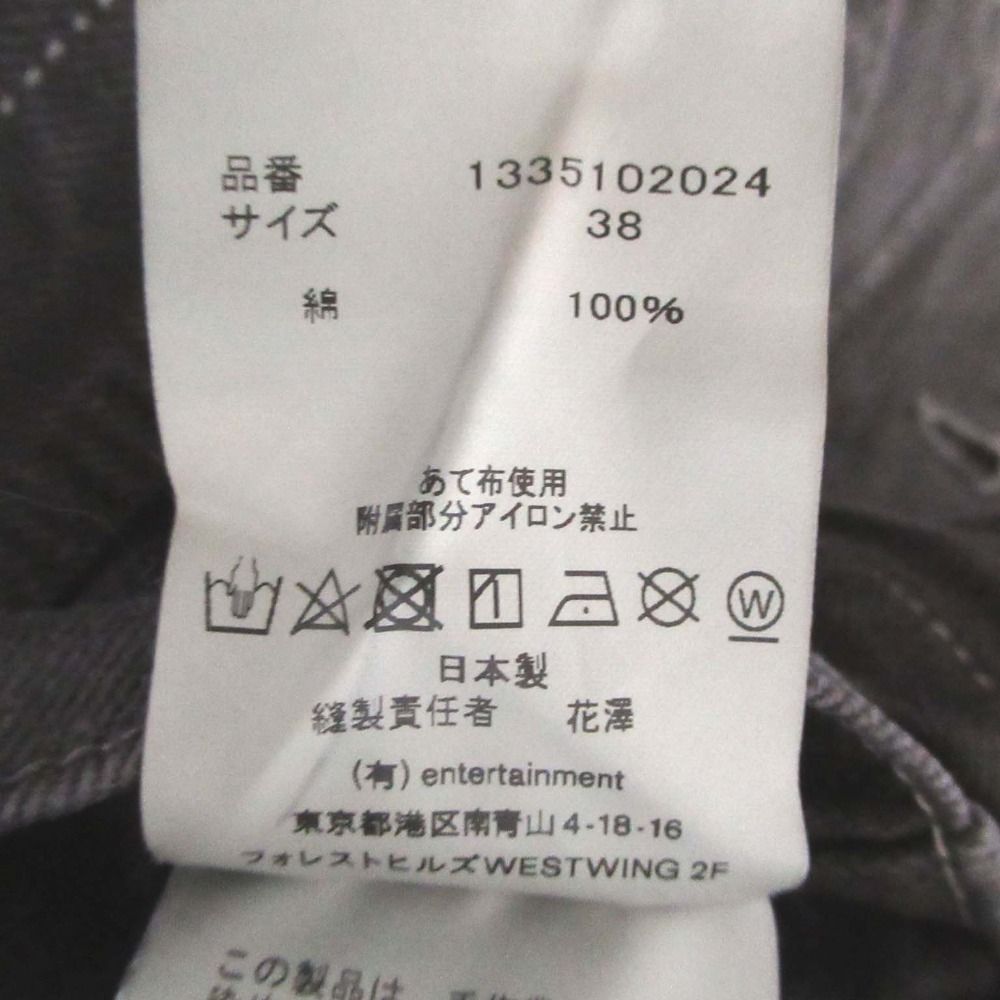 品番 1335102024
サイズ 38
綿 100%
あて布使用
附属部分アイロン禁止
W
日本製
縫製責任者 花澤
(有) entertainment
東京都港区南青山4-18-16
フォレストヒルズWESTWING 2F
この製品は、手作業